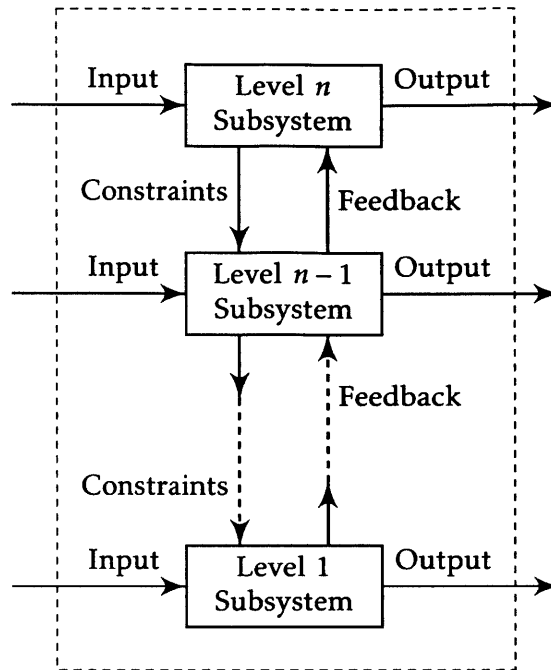 Input
Level n
Subsystem
Output
Constraints
Feedback
Input
Level n – 1
Subsystem
Output
Feedback
Constraints
Input
Level 1
Subsystem
Output